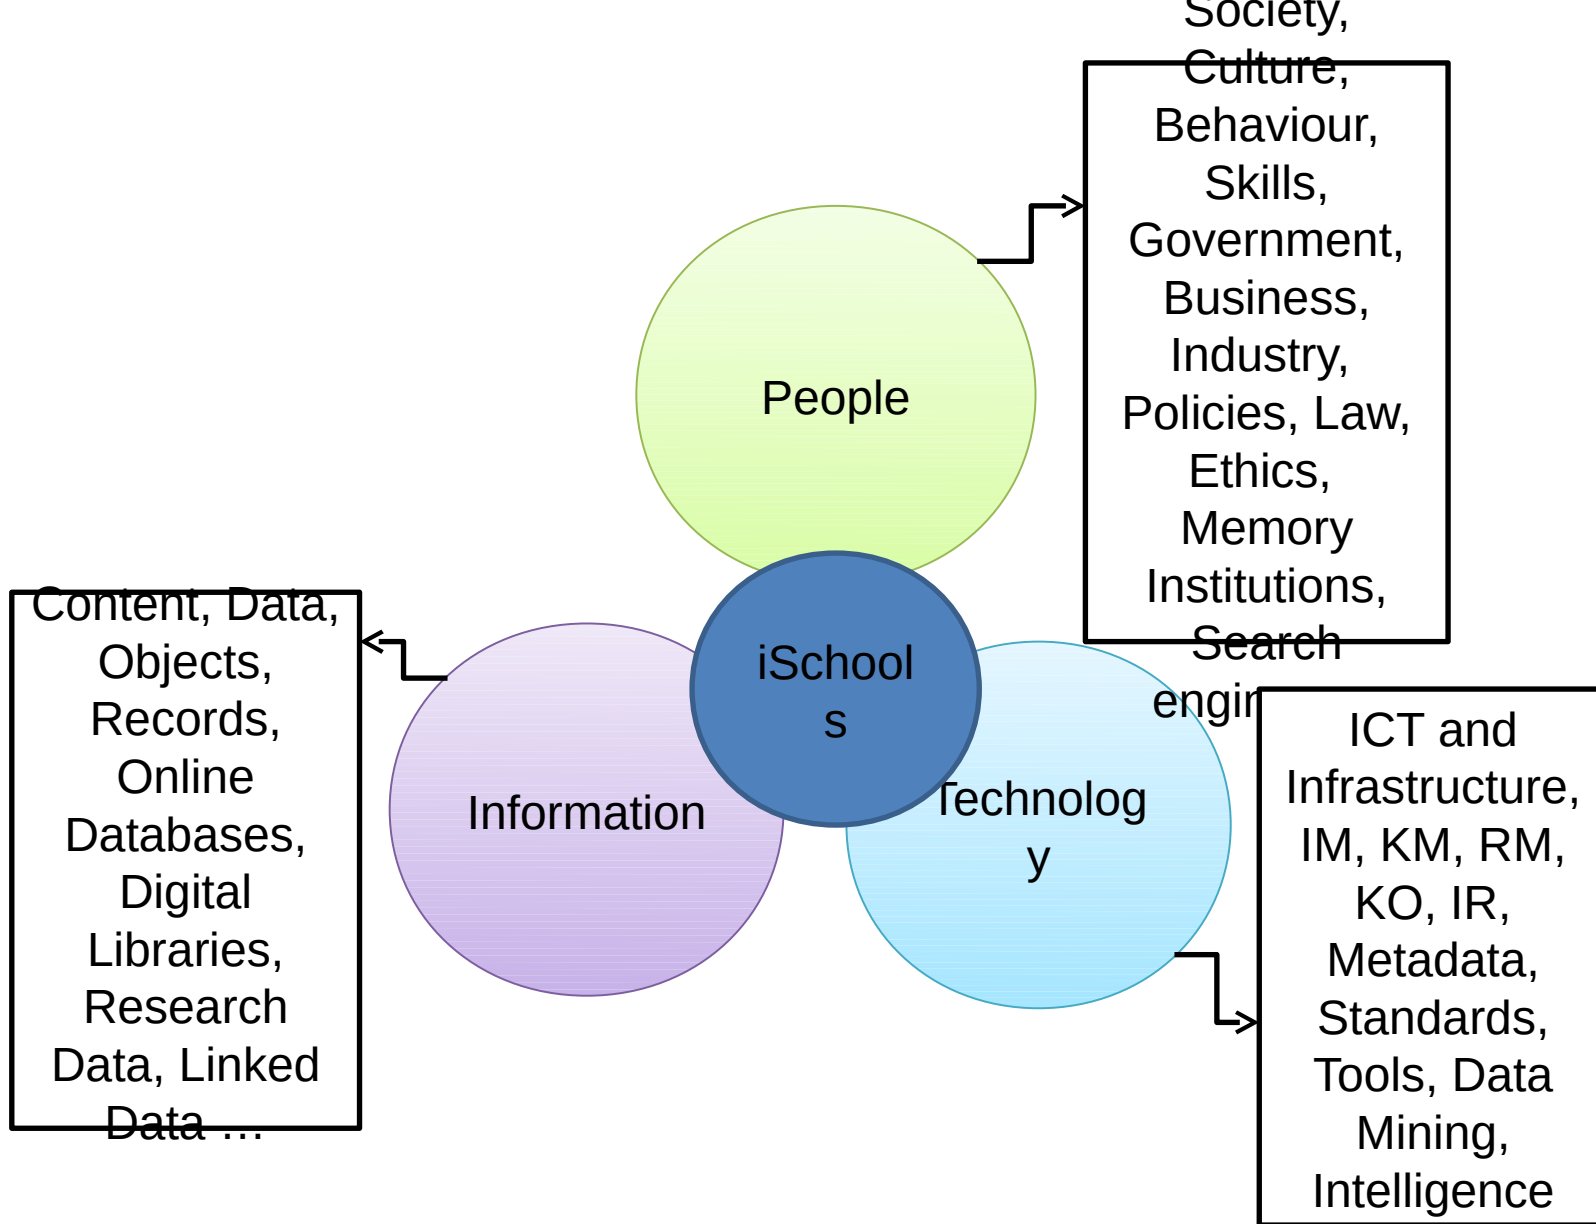 Society,
Culture,
Behaviour,
Skills,
Government,
Business,
Industry,
Policies, Law,
Ethics,
Memory
Institutions,
Search
People
iSchool
s
Information
Technolog
y
Content, Data,
Objects,
Records,
Online
Databases,
Digital
Libraries,
Research
Data, Linked
Data …
ICT and
Infrastructure,
IM, KM, RM,
KO, IR,
Metadata,
Standards,
Tools, Data
Mining,
Intelligence